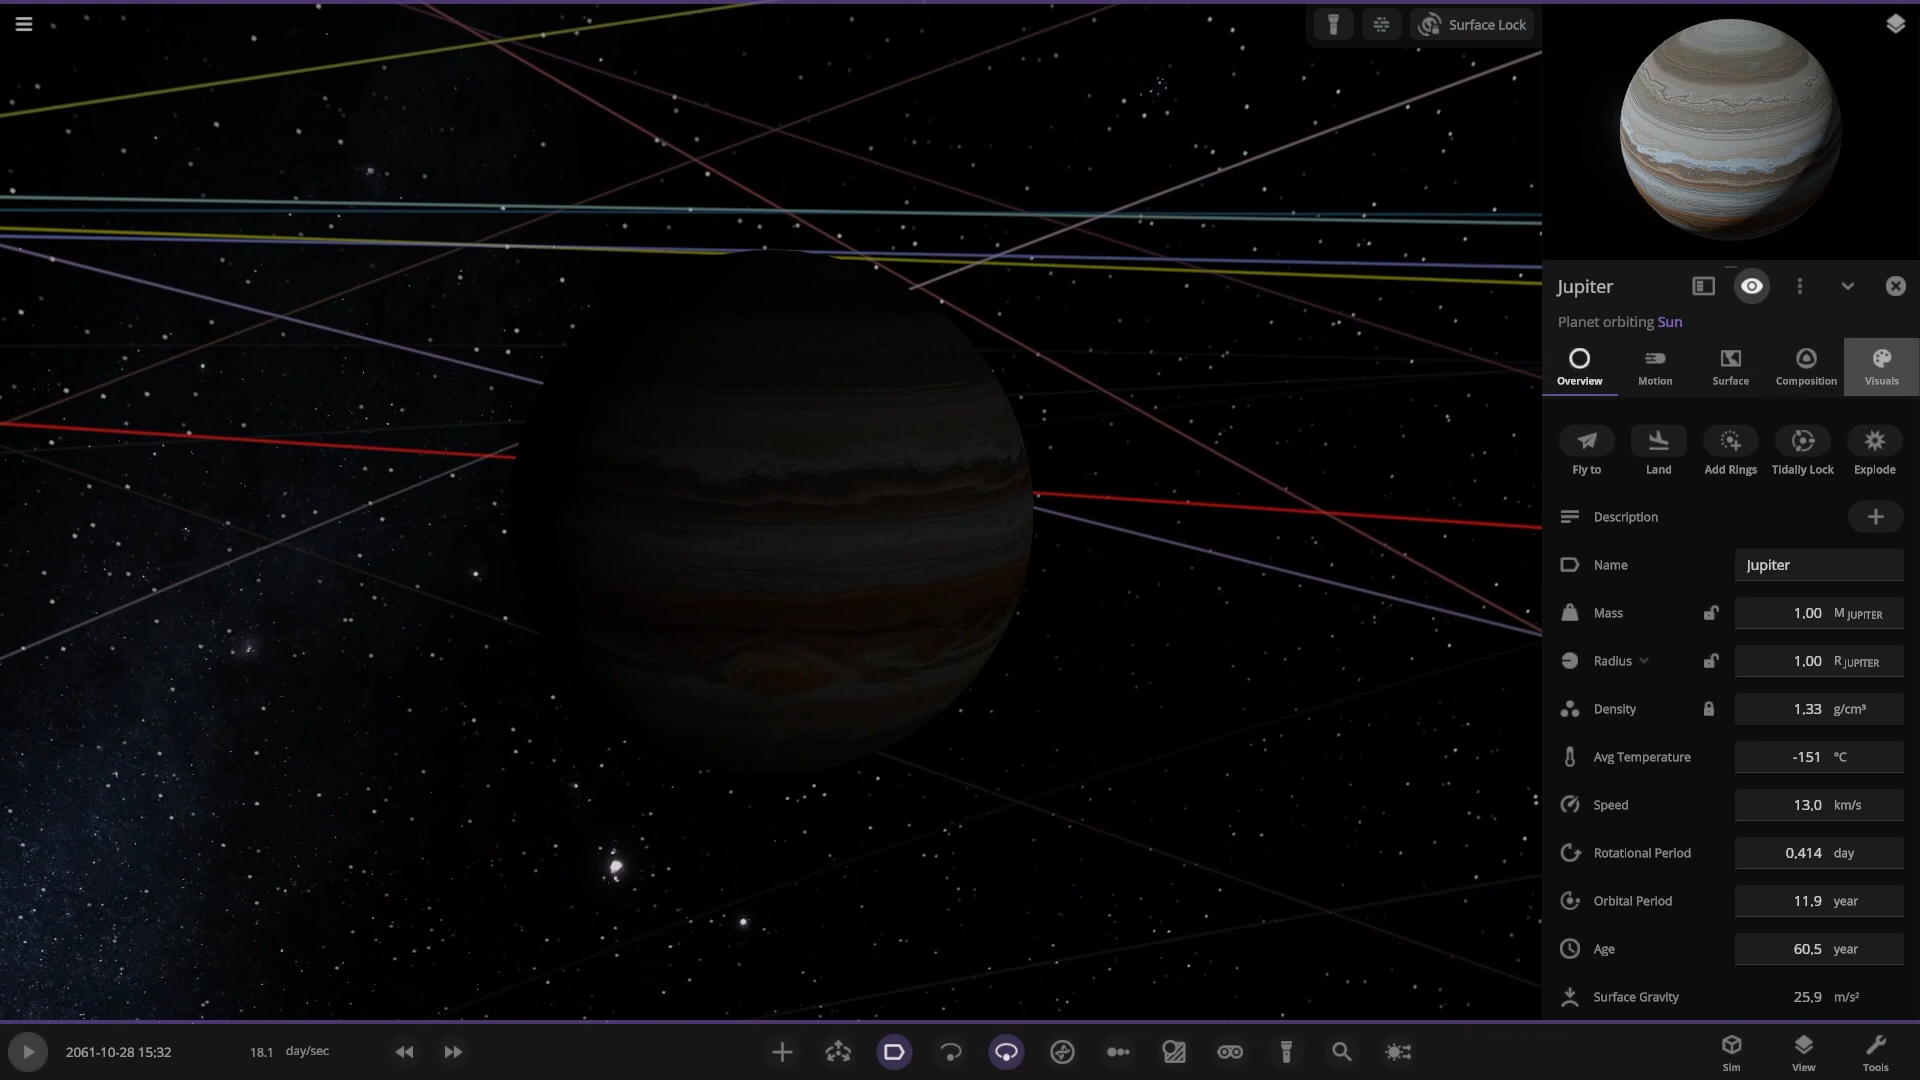 Surface Lock
Jupiter
Planet orbiting Sun
Overview Motion Surface Composition Visuals
Fly to Land Add Rings Tidally Lock Explode
Description
Name Jupiter
Mass 1,00 M JUPITER
Radius 1,00 R JUPITER
Density 1,33 g/cm³
Avg Temperature -151 °C
Speed 13,0 km/s
Rotational Period 0,414 day
Orbital Period 11,9 year
Age 60,5 year
Surface Gravity 25,9 m/s²
2061-10-28 15:32 18.1 day/sec
Sim View Tools